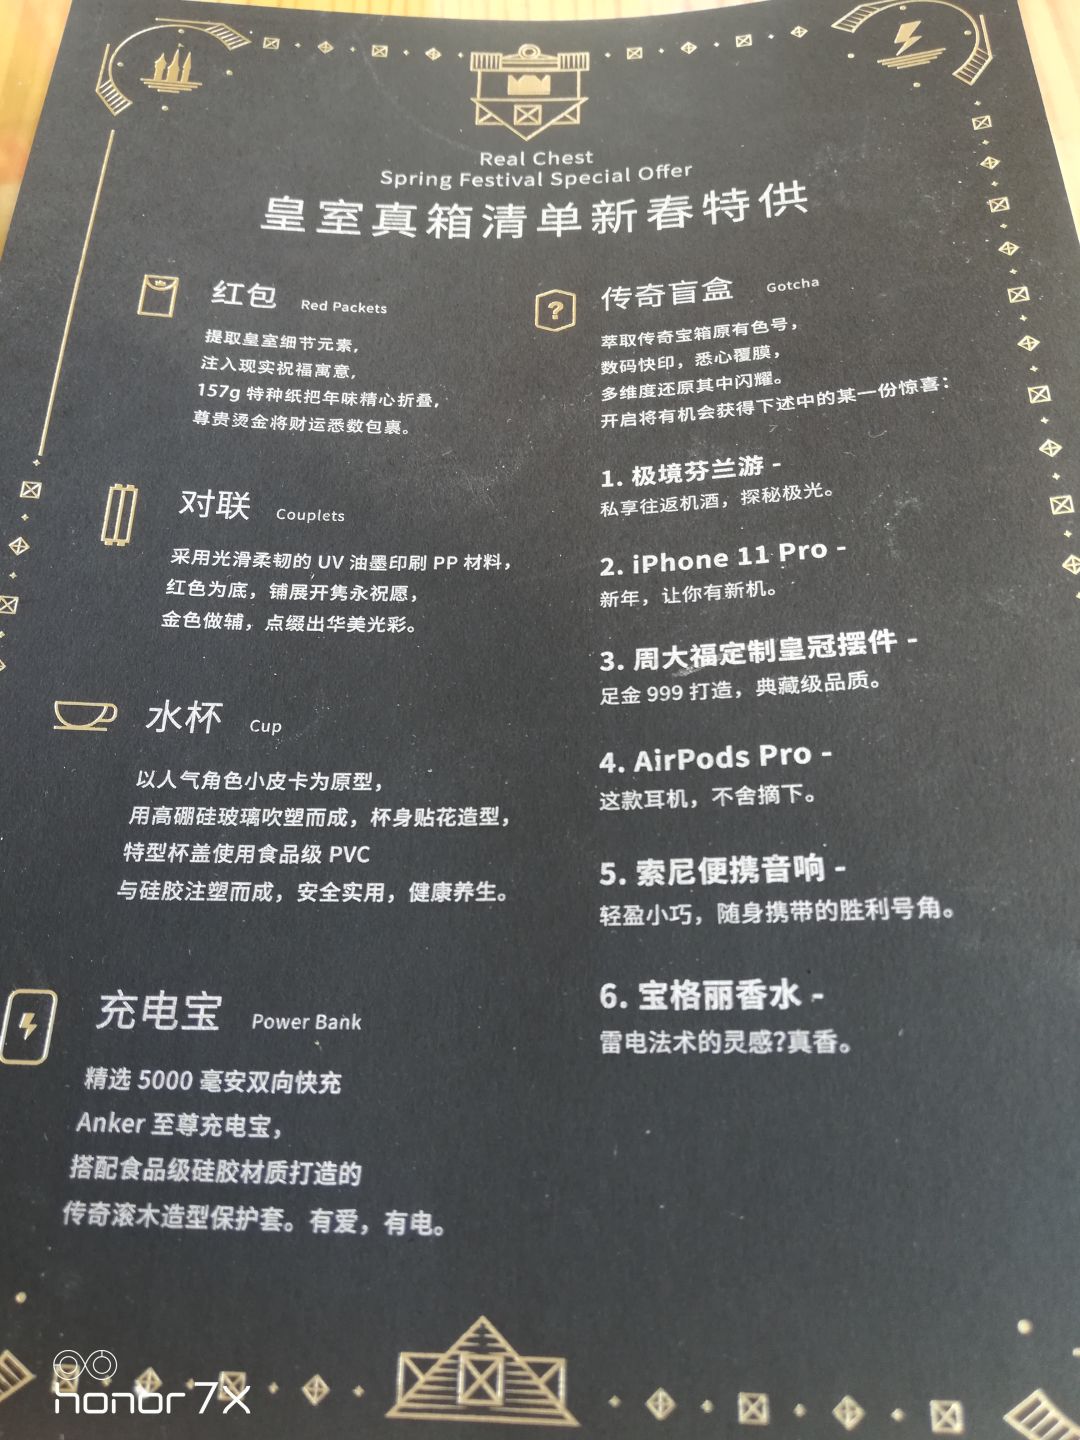 Real Chest
Spring Festival Special Offer
皇室真箱清单新春特供
红包 Red Packets
提取皇室细节元素，
注入现实祝福寓意，
157g 特种纸把年味精心折叠，
尊贵烫金将财运悉数包裹。
对联 Couplets
采用光滑柔韧的 UV 油墨印刷 PP 材料，
红色为底，铺展开隽永祝愿，
金色做辅，点缀出华美光彩。
水杯 Cup
以人气角色小皮卡为原型，
用高硼硅玻璃吹塑而成，杯身贴花造型，
特型杯盖使用食品级 PVC
与硅胶注塑而成，安全实用，健康养生。
充电宝 Power Bank
精选 5000 毫安双向快充
Anker 至尊充电宝，
搭配食品级硅胶材质打造的
传奇滚木造型保护套。有爱，有电。
传奇盲盒 Gotcha
萃取传奇宝箱原有色号，
数码快印，悉心覆膜，
多维度还原其中闪耀。
开启将有机会获得下述中的某一份惊喜：
1. 极境芬兰游 -
私享往返机酒，探秘极光。
2. iPhone 11 Pro -
新年，让你有新机。
3. 周大福定制皇冠摆件 -
足金 999 打造，典藏级品质。
4. AirPods Pro -
这款耳机，不舍摘下。
5. 索尼便携音响 -
轻盈小巧，随身携带的胜利号角。
6. 宝格丽香水 -
雷电法术的灵感?真香。
honor 7X